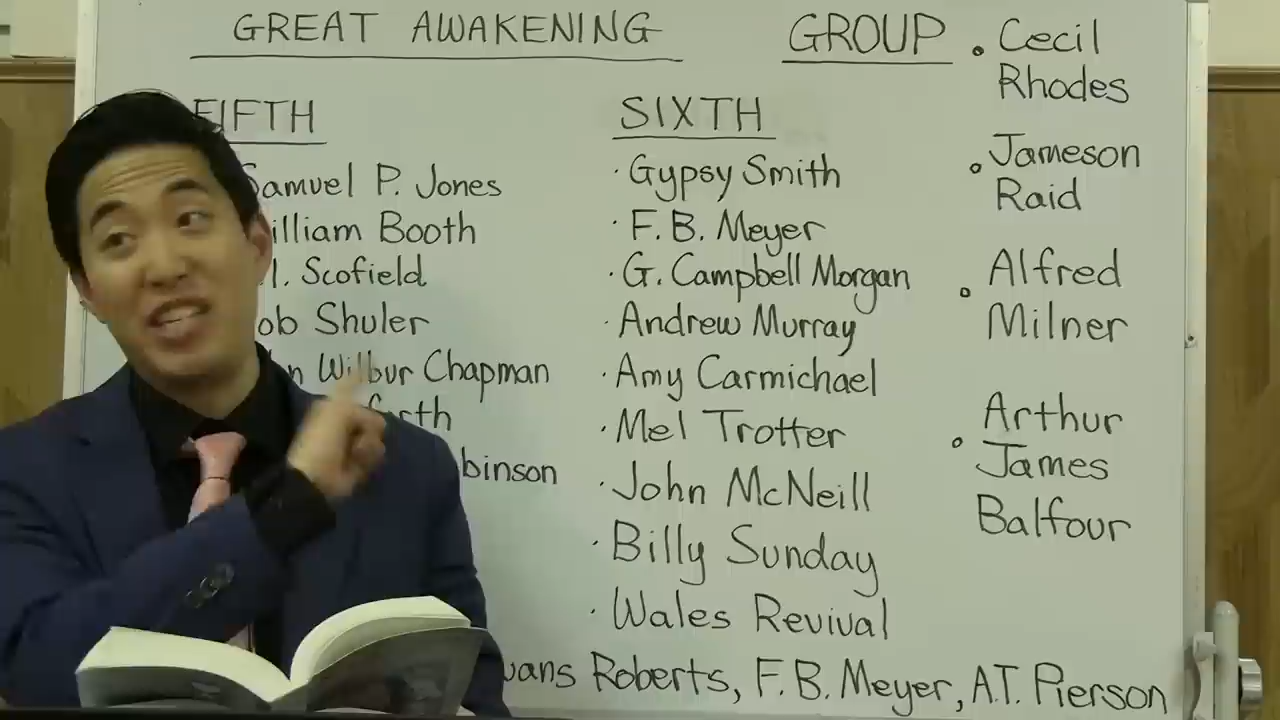 GREAT AWAKENING
FIFTH
Samuel P. Jones
illiam Booth
I. Scofield
ob Shuler
n Wilbur Chapman
forth
binson
SIXTH
· Gypsy Smith
· F. B. Meyer
· G. Campbell Morgan
· Andrew Murray
· Amy Carmichael
· Mel Trotter
· John McNeill
· Billy Sunday
· Wales Revival
vans Roberts, F. B. Meyer, A.T. Pierson
GROUP
• Cecil
Rhodes
• Jameson
Raid
• Alfred
Milner
• Arthur
James
Balfour